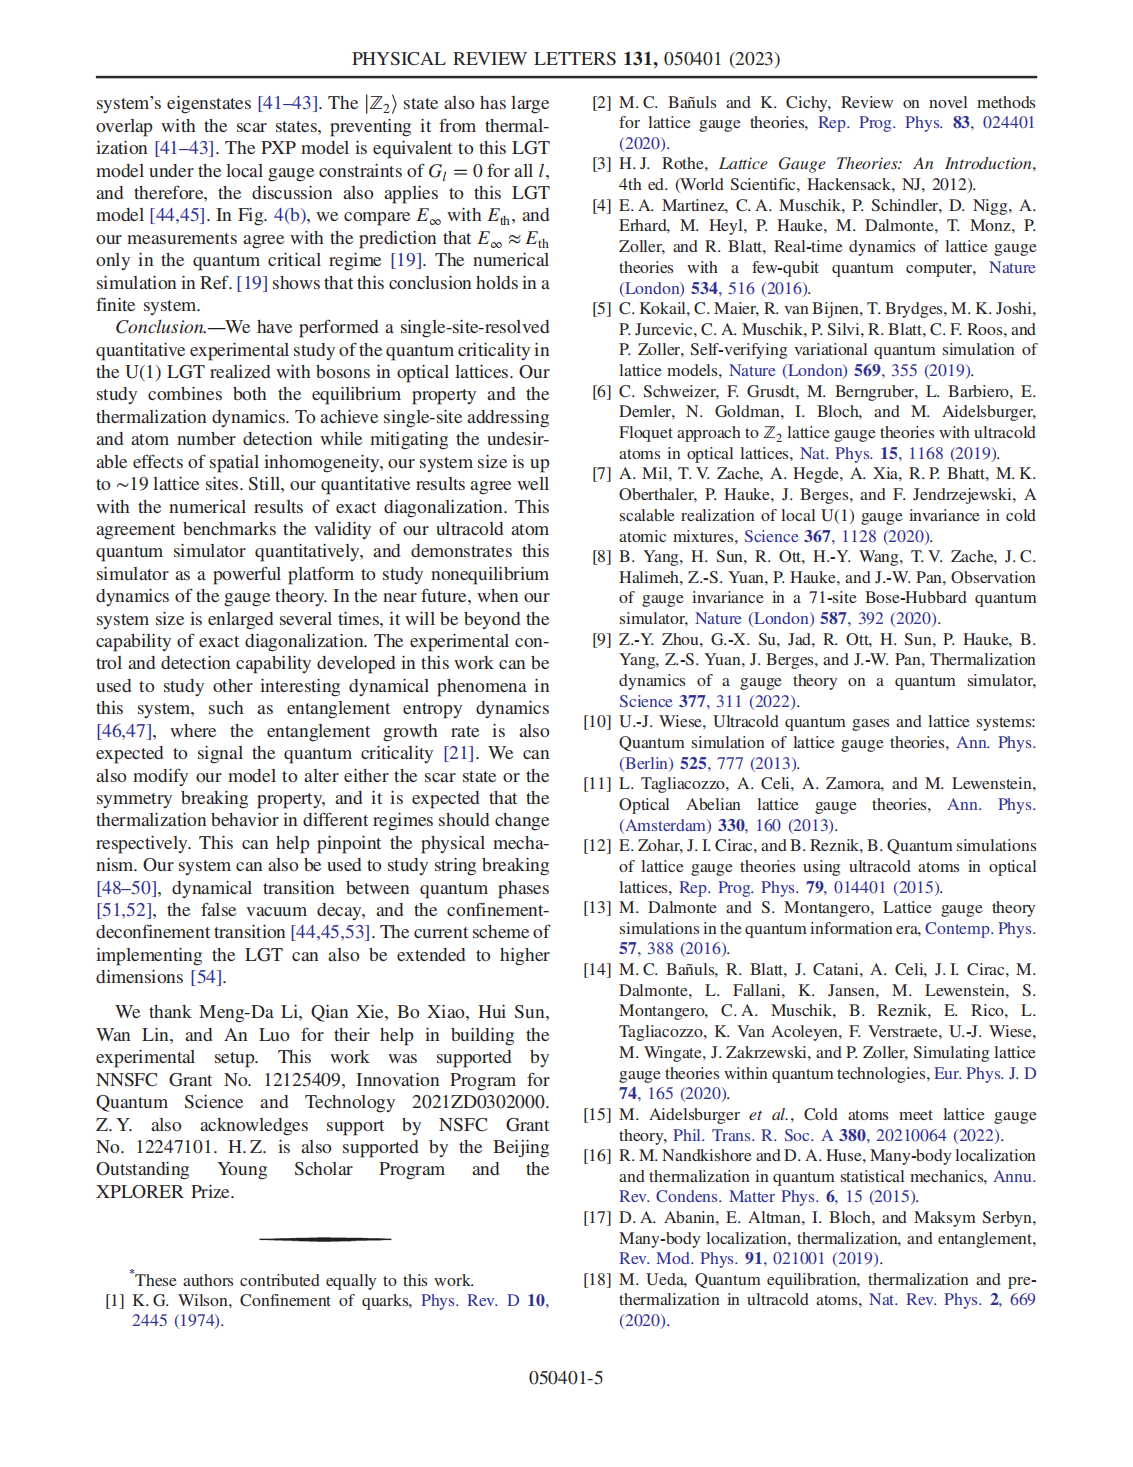 PHYSICAL REVIEW LETTERS 131, 050401 (2023)
system's eigenstates [41–43]. The |ℤ2⟩ state also has large
overlap with the scar states, preventing it from thermal-
ization [41–43]. The PXP model is equivalent to this LGT
model under the local gauge constraints of Gl = 0 for all l,
and therefore, the discussion also applies to this LGT
model [44,45]. In Fig. 4(b), we compare E∞ with Eth, and
our measurements agree with the prediction that E∞ ≈ Eth
only in the quantum critical regime [19]. The numerical
simulation in Ref. [19] shows that this conclusion holds in a
finite system.
Conclusion.—We have performed a single-site-resolved
quantitative experimental study of the quantum criticality in
the U(1) LGT realized with bosons in optical lattices. Our
study combines both the equilibrium property and the
thermalization dynamics. To achieve single-site addressing
and atom number detection while mitigating the undesir-
able effects of spatial inhomogeneity, our system size is up
to ∼19 lattice sites. Still, our quantitative results agree well
with the numerical results of exact diagonalization. This
agreement benchmarks the validity of our ultracold atom
quantum simulator quantitatively, and demonstrates this
simulator as a powerful platform to study nonequilibrium
dynamics of the gauge theory. In the near future, when our
system size is enlarged several times, it will be beyond the
capability of exact diagonalization. The experimental con-
trol and detection capability developed in this work can be
used to study other interesting dynamical phenomena in
this system, such as entanglement entropy dynamics
[46,47], where the entanglement growth rate is also
expected to signal the quantum criticality [21]. We can
also modify our model to alter either the scar state or the
symmetry breaking property, and it is expected that the
thermalization behavior in different regimes should change
respectively. This can help pinpoint the physical mecha-
nism. Our system can also be used to study string breaking
[48–50], dynamical transition between quantum phases
[51,52], the false vacuum decay, and the confinement-
deconfinement transition [44,45,53]. The current scheme of
implementing the LGT can also be extended to higher
dimensions [54].
We thank Meng-Da Li, Qian Xie, Bo Xiao, Hui Sun,
Wan Lin, and An Luo for their help in building the
experimental setup. This work was supported by
NNSFC Grant No. 12125409, Innovation Program for
Quantum Science and Technology 2021ZD0302000.
Z. Y. also acknowledges support by NSFC Grant
No. 12247101. H. Z. is also supported by the Beijing
Outstanding Young Scholar Program and the
XPLORER Prize.
*These authors contributed equally to this work.
[1] K. G. Wilson, Confinement of quarks, Phys. Rev. D 10,
2445 (1974).
[2] M. C. Bañuls and K. Cichy, Review on novel methods
for lattice gauge theories, Rep. Prog. Phys. 83, 024401
(2020).
[3] H. J. Rothe, Lattice Gauge Theories: An Introduction,
4th ed. (World Scientific, Hackensack, NJ, 2012).
[4] E. A. Martinez, C. A. Muschik, P. Schindler, D. Nigg, A.
Erhard, M. Heyl, P. Hauke, M. Dalmonte, T. Monz, P.
Zoller, and R. Blatt, Real-time dynamics of lattice gauge
theories with a few-qubit quantum computer, Nature
(London) 534, 516 (2016).
[5] C. Kokail, C. Maier, R. van Bijnen, T. Brydges, M. K. Joshi,
P. Jurcevic, C. A. Muschik, P. Silvi, R. Blatt, C. F. Roos, and
P. Zoller, Self-verifying variational quantum simulation of
lattice models, Nature (London) 569, 355 (2019).
[6] C. Schweizer, F. Grusdt, M. Berngruber, L. Barbiero, E.
Demler, N. Goldman, I. Bloch, and M. Aidelsburger,
Floquet approach to ℤ2 lattice gauge theories with ultracold
atoms in optical lattices, Nat. Phys. 15, 1168 (2019).
[7] A. Mil, T. V. Zache, A. Hegde, A. Xia, R. P. Bhatt, M. K.
Oberthaler, P. Hauke, J. Berges, and F. Jendrzejewski, A
scalable realization of local U(1) gauge invariance in cold
atomic mixtures, Science 367, 1128 (2020).
[8] B. Yang, H. Sun, R. Ott, H.-Y. Wang, T. V. Zache, J. C.
Halimeh, Z.-S. Yuan, P. Hauke, and J.-W. Pan, Observation
of gauge invariance in a 71-site Bose-Hubbard quantum
simulator, Nature (London) 587, 392 (2020).
[9] Z.-Y. Zhou, G.-X. Su, Jad, R. Ott, H. Sun, P. Hauke, B.
Yang, Z.-S. Yuan, J. Berges, and J.-W. Pan, Thermalization
dynamics of a gauge theory on a quantum simulator,
Science 377, 311 (2022).
[10] U.-J. Wiese, Ultracold quantum gases and lattice systems:
Quantum simulation of lattice gauge theories, Ann. Phys.
(Berlin) 525, 777 (2013).
[11] L. Tagliacozzo, A. Celi, A. Zamora, and M. Lewenstein,
Optical Abelian lattice gauge theories, Ann. Phys.
(Amsterdam) 330, 160 (2013).
[12] E. Zohar, J. I. Cirac, and B. Reznik, B. Quantum simulations
of lattice gauge theories using ultracold atoms in optical
lattices, Rep. Prog. Phys. 79, 014401 (2015).
[13] M. Dalmonte and S. Montangero, Lattice gauge theory
simulations in the quantum information era, Contemp. Phys.
57, 388 (2016).
[14] M. C. Bañuls, R. Blatt, J. Catani, A. Celi, J. I. Cirac, M.
Dalmonte, L. Fallani, K. Jansen, M. Lewenstein, S.
Montangero, C. A. Muschik, B. Reznik, E. Rico, L.
Tagliacozzo, K. Van Acoleyen, F. Verstraete, U.-J. Wiese,
M. Wingate, J. Zakrzewski, and P. Zoller, Simulating lattice
gauge theories within quantum technologies, Eur. Phys. J. D
74, 165 (2020).
[15] M. Aidelsburger et al., Cold atoms meet lattice gauge
theory, Phil. Trans. R. Soc. A 380, 20210064 (2022).
[16] R. M. Nandkishore and D. A. Huse, Many-body localization
and thermalization in quantum statistical mechanics, Annu.
Rev. Condens. Matter Phys. 6, 15 (2015).
[17] D. A. Abanin, E. Altman, I. Bloch, and Maksym Serbyn,
Many-body localization, thermalization, and entanglement,
Rev. Mod. Phys. 91, 021001 (2019).
[18] M. Ueda, Quantum equilibration, thermalization and pre-
thermalization in ultracold atoms, Nat. Rev. Phys. 2, 669
(2020).
050401-5